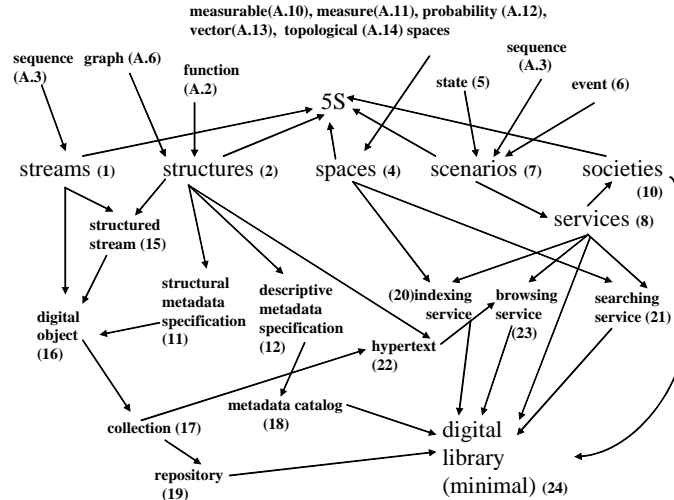 measurable(A.10), measure(A.11), probability (A.12),
vector(A.13), topological (A.14) spaces
sequence
(A.3)
graph (A.6)
function
(A.2)
5S
state (5)
sequence
(A.3)
event (6)
streams (1)
structures (2)
spaces (4)
scenarios (7)
societies
(10)
services (8)
structured
stream (15)
digital
object
(16)
structural
metadata
specification
(11)
descriptive
metadata
specification
(12)
(20)indexing
service
browsing
service
(23)
searching
service (21)
hypertext
(22)
collection (17)
metadata catalog
(18)
repository
(19)
digital
library
(minimal) (24)